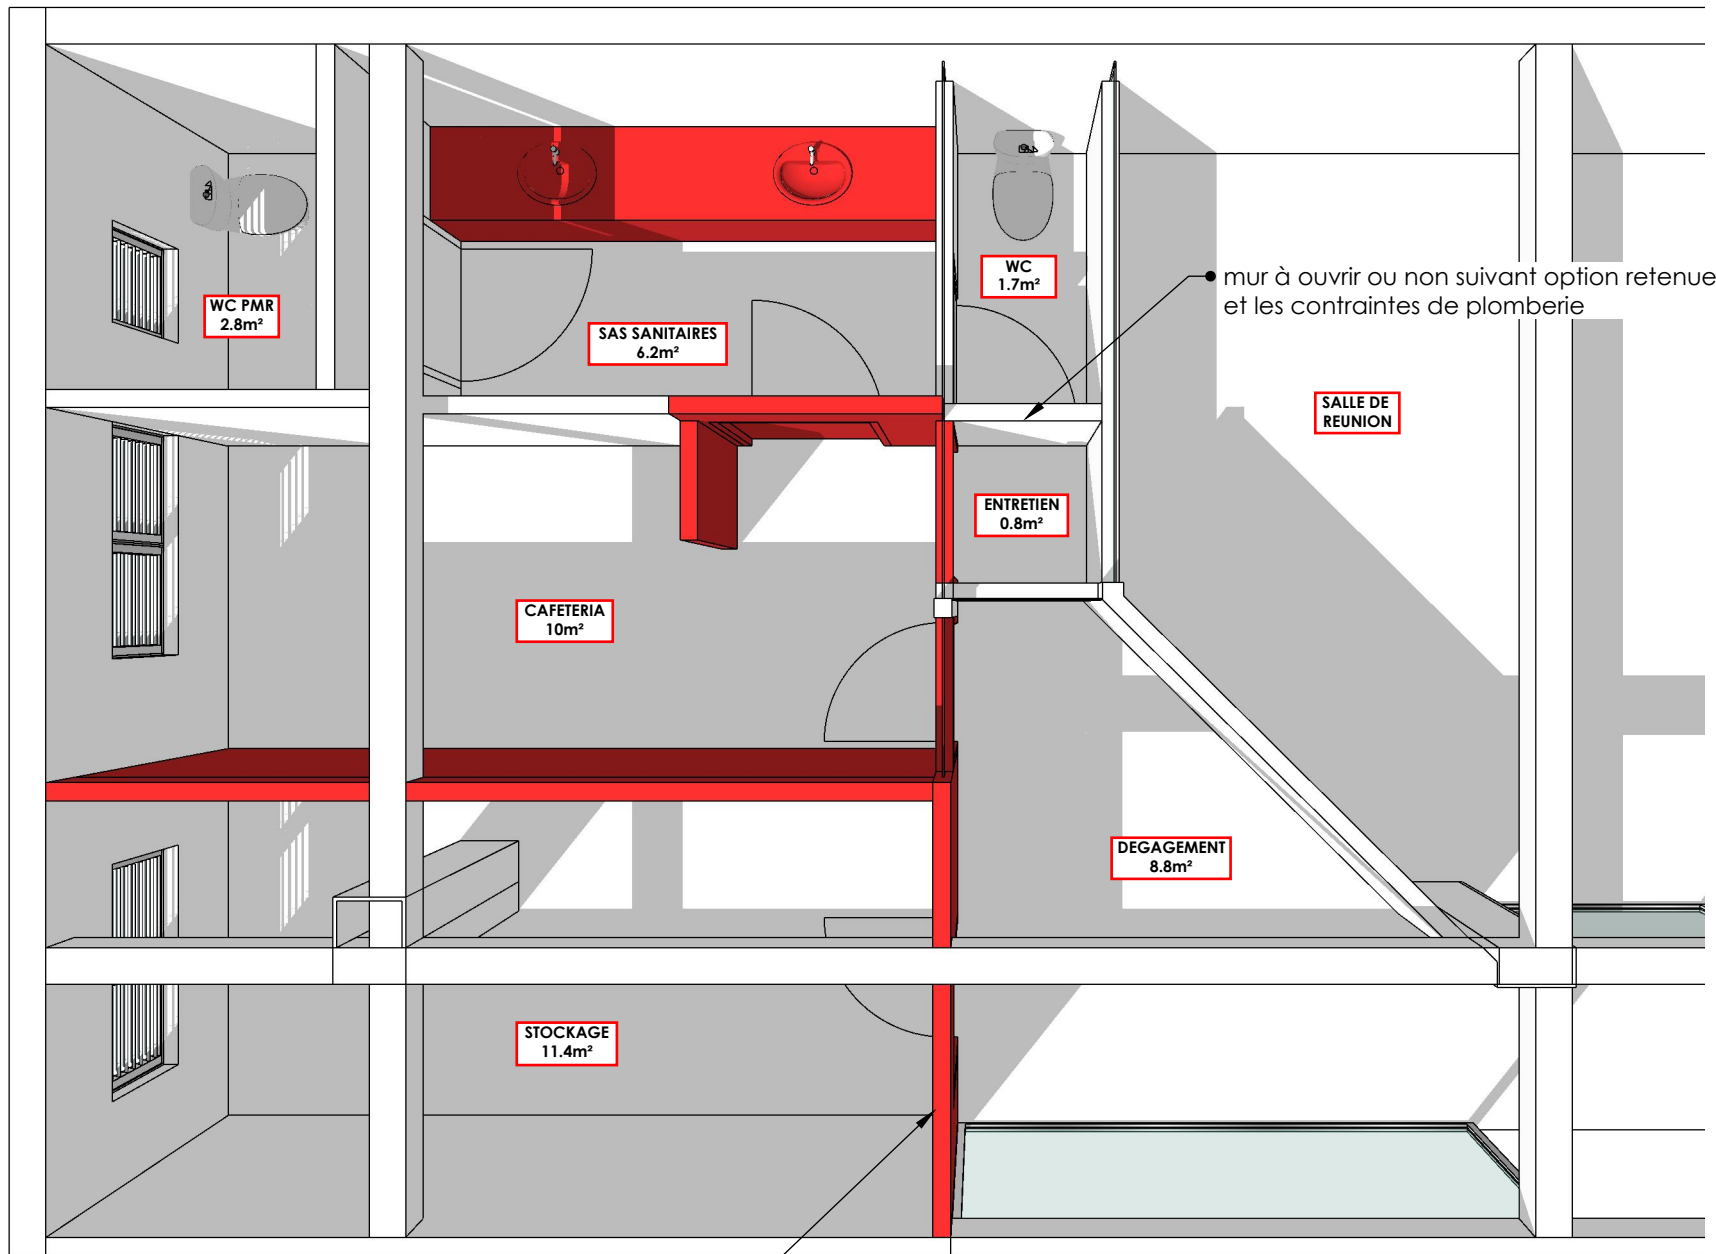 WC
1.7m²
mur à ouvrir ou non suivant option retenue
et les contraintes de plomberie
WC PMR
2.8m²
SAS SANITAIRES
6.2m²
SALLE DE
REUNION
ENTRETIEN
0.8m²
CAFETERIA
10m²
DEGAGEMENT
8.8m²
STOCKAGE
11.4m²